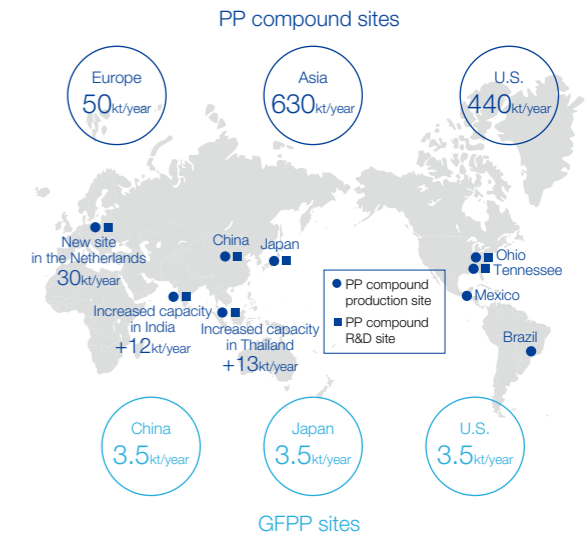 PP compound sites
Europe
50kt/year
Asia
630kt/year
U.S.
440kt/year
New site
in the Netherlands
30kt/year
China
Japan
Increased capacity
in India
+12kt/year
Increased capacity
in Thailand
+13kt/year
PP compound
production site
PP compound
R&D site
Ohio
Tennessee
Mexico
Brazil
China
3.5kt/year
Japan
3.5kt/year
U.S.
3.5kt/year
GFPP sites